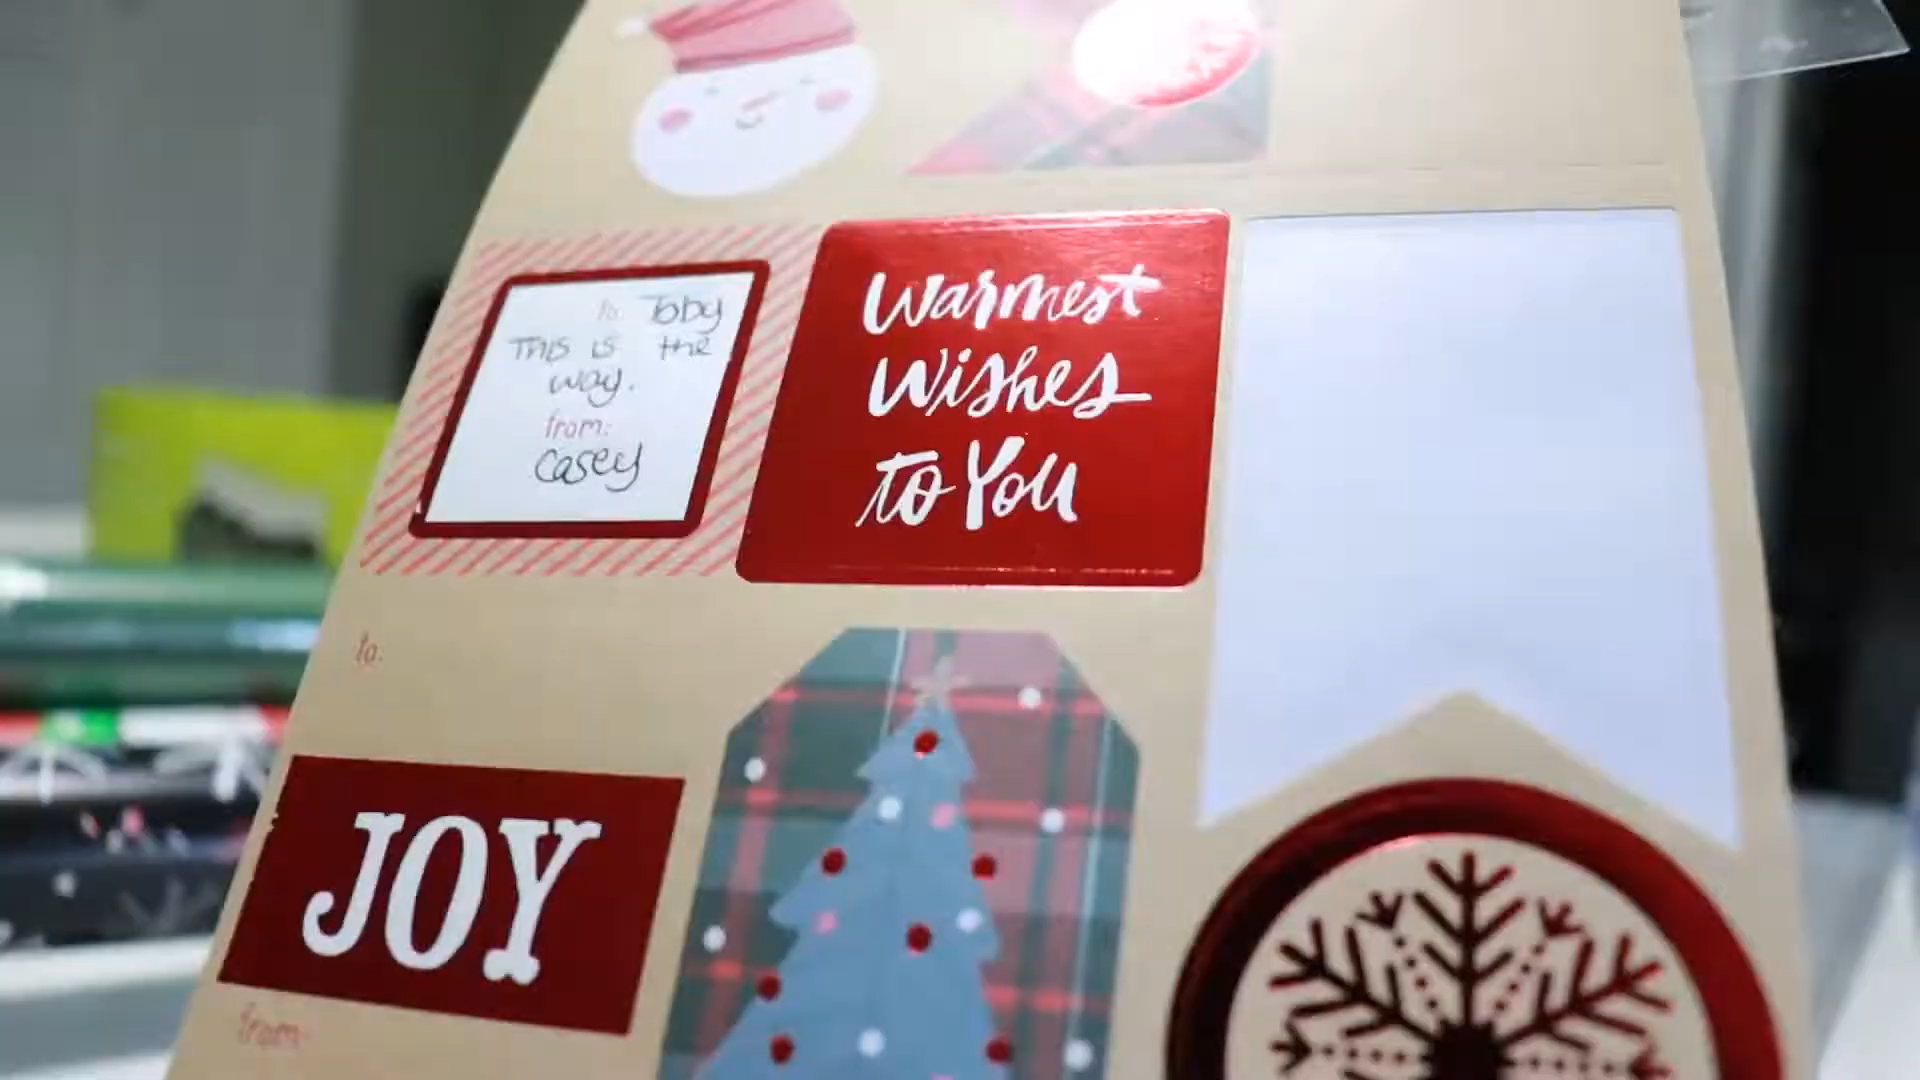 to: Toby
THIS is the
way.
from:
casey
Warmest
Wishes
to You
to:
JOY
from: